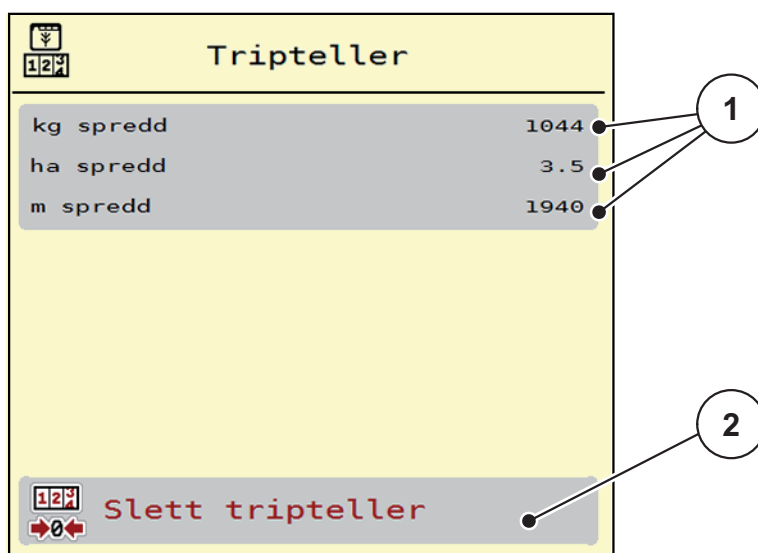 Tripteller
kg spredd 1044
ha spredd 3.5
m spredd 1940
Slett tripteller
1
2